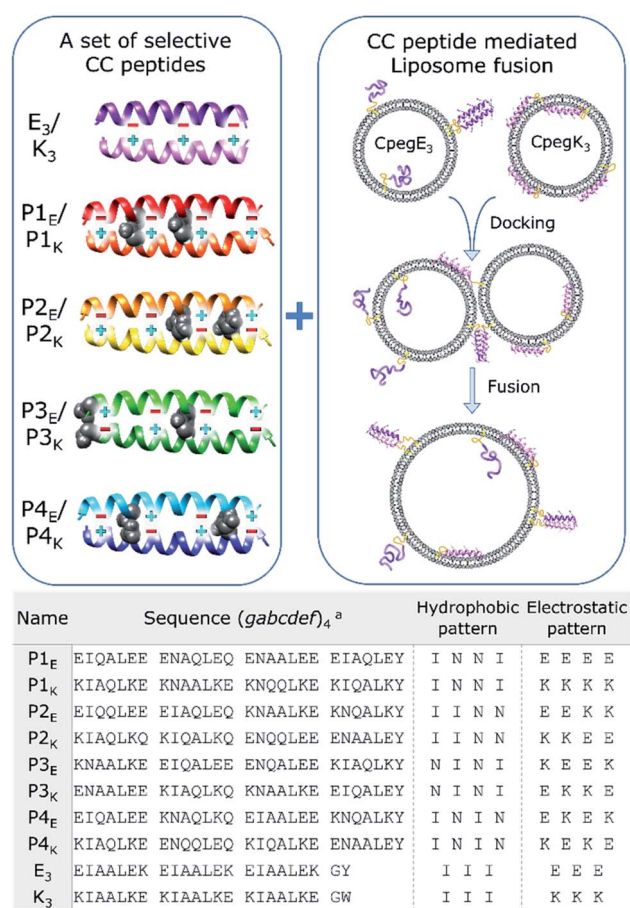 A set of selective
CC peptides
E₃/
K₃
P1E/
P1K
P2E/
P2K
P3E/
P3K
P4E/
P4K
+
CC peptide mediated
Liposome fusion
CpegE₃
CpegK₃
Docking
Fusion
Name Sequence (gabcdef)₄ ᵃ Hydrophobic pattern Electrostatic pattern
P1E EIQALEE ENAQLEQ ENAALEE EIAQLEY I N N I E E E E
P1K KIAQLKE KNAALKE KNQQLKE KIQALKY I N N I K K K K
P2E EIQQLEE EIAQLEQ KNAALKE KNQALKY I I N N E E K K
P2K KIAQLKQ KIQALKQ ENQQLEE ENAALEY I I N N K K E E
P3E KNAALKE EIQALEE ENQALEE KIAQLKY N I N I K E E K
P3K ENAALEE KIAQLKQ KNAALKE EIQALEY N I N I E K K E
P4E EIQALEE KNAQLKQ EIAALEE KNQALKY I N I N E K E K
P4K KIAQLKE ENQQLEQ KIQALKE ENAALEY I N I N K E K E
E₃ EIAALEK EIAALEK EIAALEK GY I I I E E E
K₃ KIAALKE KIAALKE KIAALKE GW I I I K K K